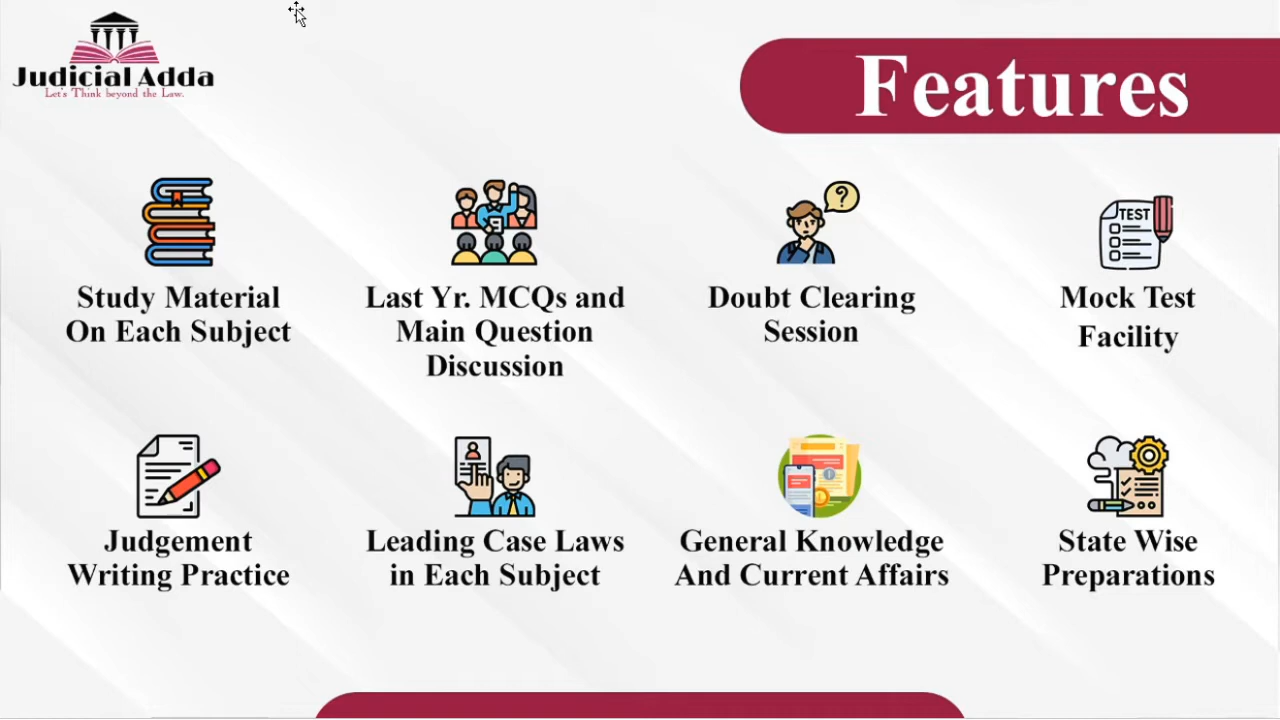 Judicial Adda
Let's Think beyond the Law.
Features
Study Material
On Each Subject
Last Yr. MCQs and
Main Question
Discussion
Doubt Clearing
Session
?
TEST
Mock Test
Facility
Judgement
Writing Practice
Leading Case Laws
in Each Subject
General Knowledge
And Current Affairs
State Wise
Preparations